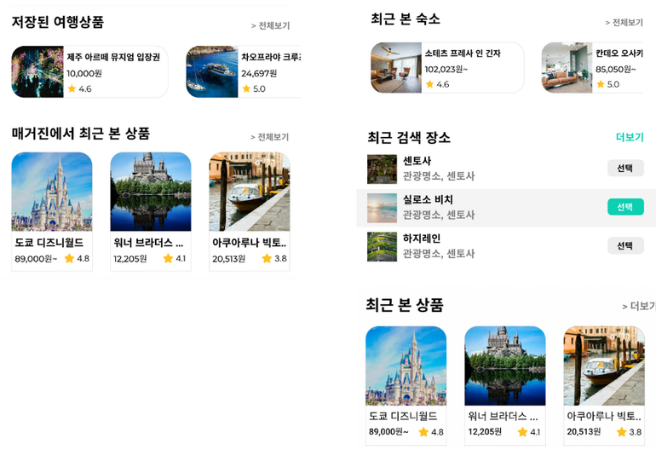 저장된 여행상품
> 전체보기
제주 아르떼 뮤지엄 입장권
10,000원
4.6
차오프라야 크루즈
24,697원
5.0
매거진에서 최근 본 상품
> 전체보기
도쿄 디즈니월드
89,000원~
4.8
워너 브라더스 ...
12,205원
4.1
아쿠아루나 빅토..
20,513원
3.8
최근 본 숙소
> 전체보기
소테츠 프레사 인 긴자
102,023원~
4.6
칸데오 오사키
85,050원~
5.0
최근 검색 장소
더보기
센토사
관광명소, 센토사
선택
실로소 비치
관광명소, 센토사
선택
하지레인
관광명소, 센토사
선택
최근 본 상품
> 더보기
도쿄 디즈니월드
89,000원~
4.8
워너 브라더스 ...
12,205원
4.1
아쿠아루나 빅토..
20,513원
3.8